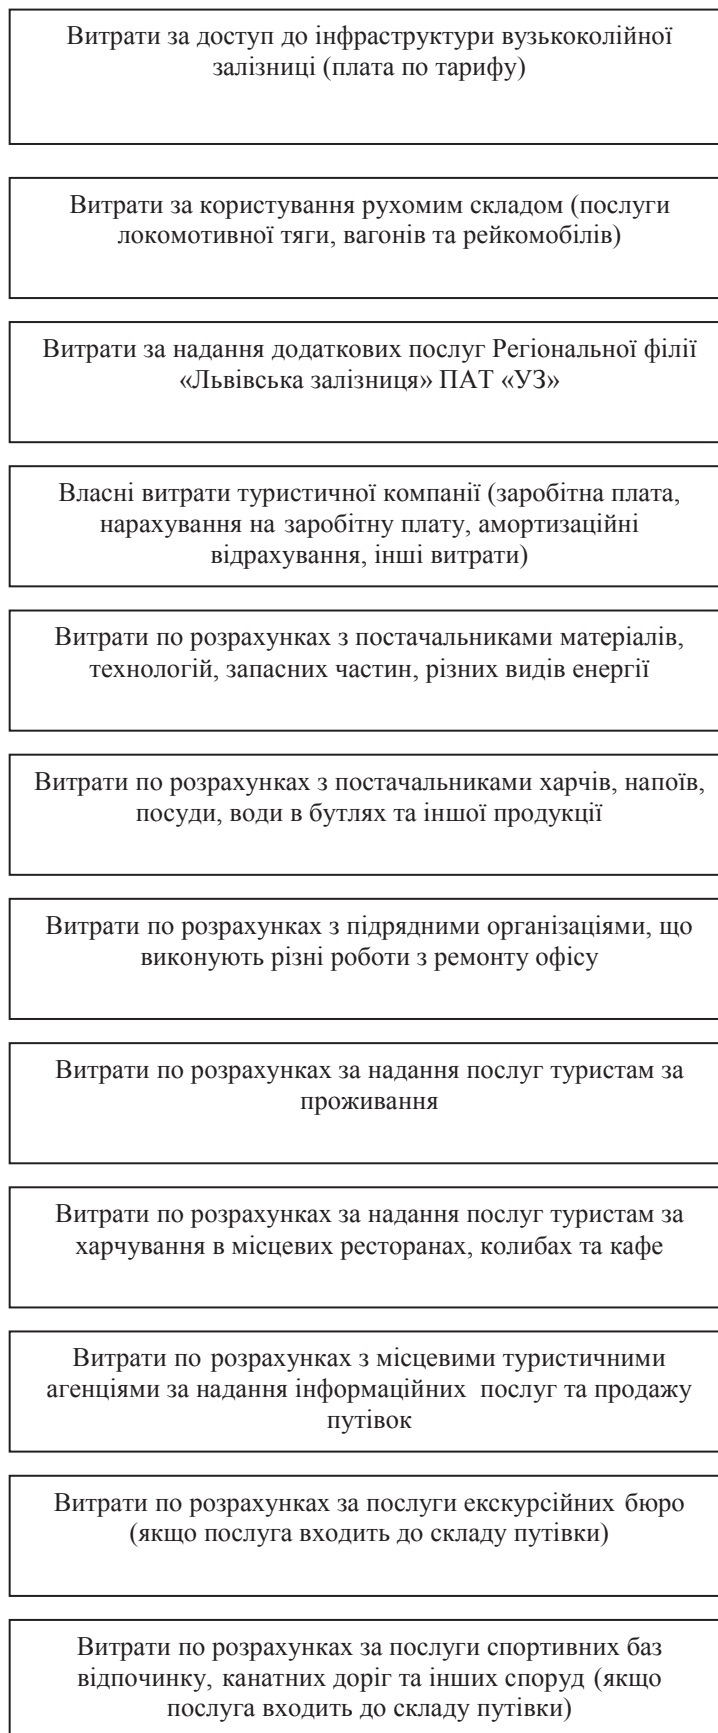 Витрати за доступ до інфраструктури вузькоколійної
залізниці (плата по тарифу)
Витрати за користування рухомим складом (послуги
локомотивної тяги, вагонів та рейкомобілів)
Витрати за надання додаткових послуг Регіональної філії
«Львівська залізниця» ПАТ «УЗ»
Власні витрати туристичної компанії (заробітна плата,
нарахування на заробітну плату, амортизаційні
відрахування, інші витрати)
Витрати по розрахунках з постачальниками матеріалів,
технологій, запасних частин, різних видів енергії
Витрати по розрахунках з постачальниками харчів, напоїв,
посуди, води в бутлях та іншої продукції
Витрати по розрахунках з підрядними організаціями, що
виконують різні роботи з ремонту офісу
Витрати по розрахунках за надання послуг туристам за
проживання
Витрати по розрахунках за надання послуг туристам за
харчування в місцевих ресторанах, колибах та кафе
Витрати по розрахунках з місцевими туристичними
агенціями за надання інформаційних послуг та продажу
путівок
Витрати по розрахунках за послуги екскурсійних бюро
(якщо послуга входить до складу путівки)
Витрати по розрахунках за послуги спортивних баз
відпочинку, канатних доріг та інших споруд (якщо
послуга входить до складу путівки)